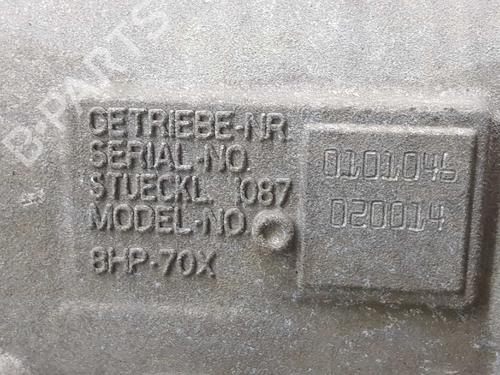 B-PARTS
GETRIEBE-NR.
SERIAL-NO. 0101046
STUECKL. 087
MODEL-NO. 020014
8HP-70X